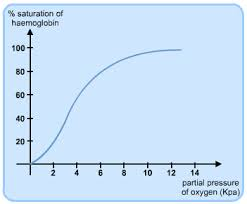 % saturation of
haemoglobin
100
80
60
40
20
2 4 6 8 10 12 14
partial pressure
of oxygen (Kpa)